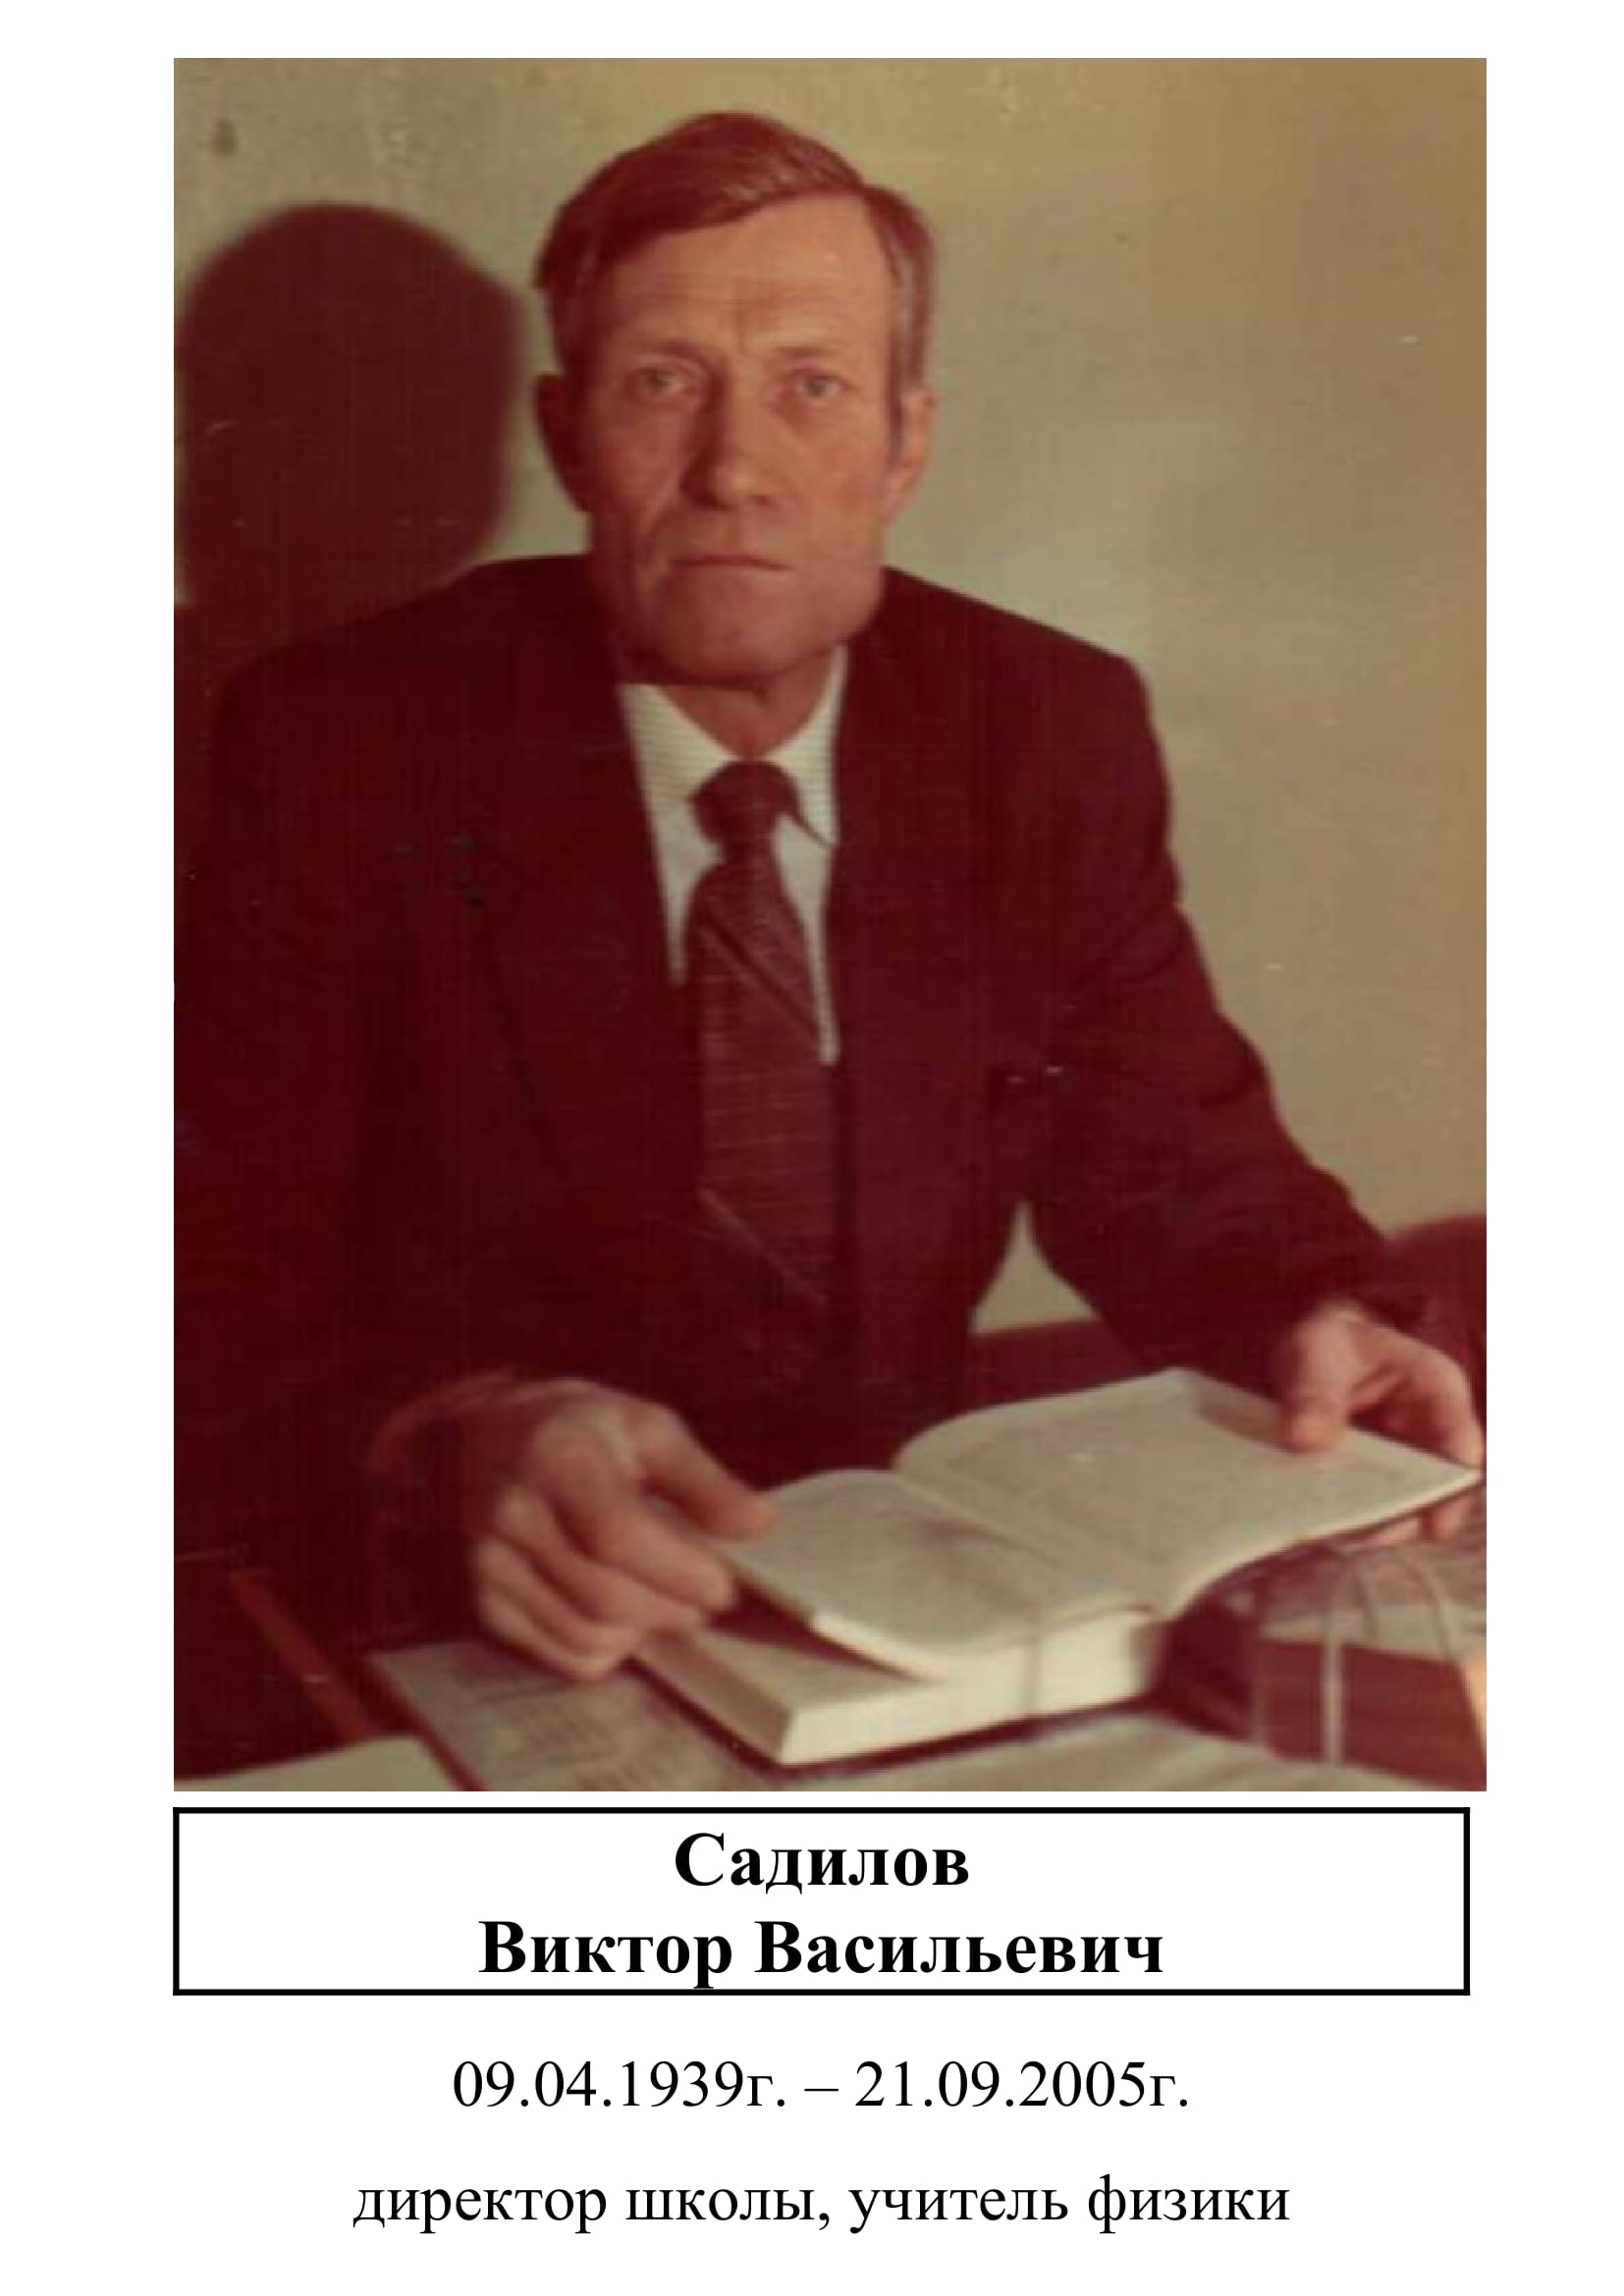 Садилов
Виктор Васильевич
09.04.1939г. – 21.09.2005г.
директор школы, учитель физики